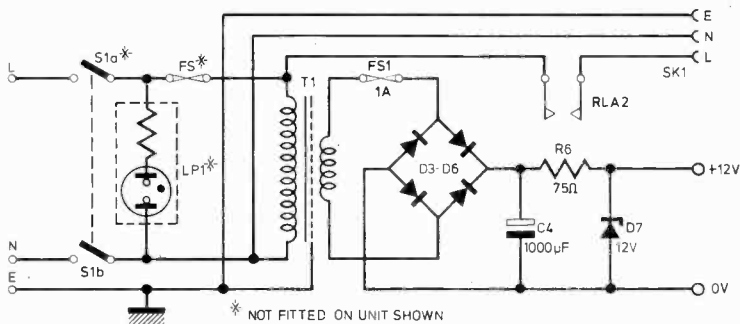 E
N
L
SK1
L
S1a*
FS*
T1
FS1
1A
RLA2
LP1*
D3-D6
R6
75Ω
+12V
C4
1000µF
D7
12V
N
S1b
E
0V
* NOT FITTED ON UNIT SHOWN